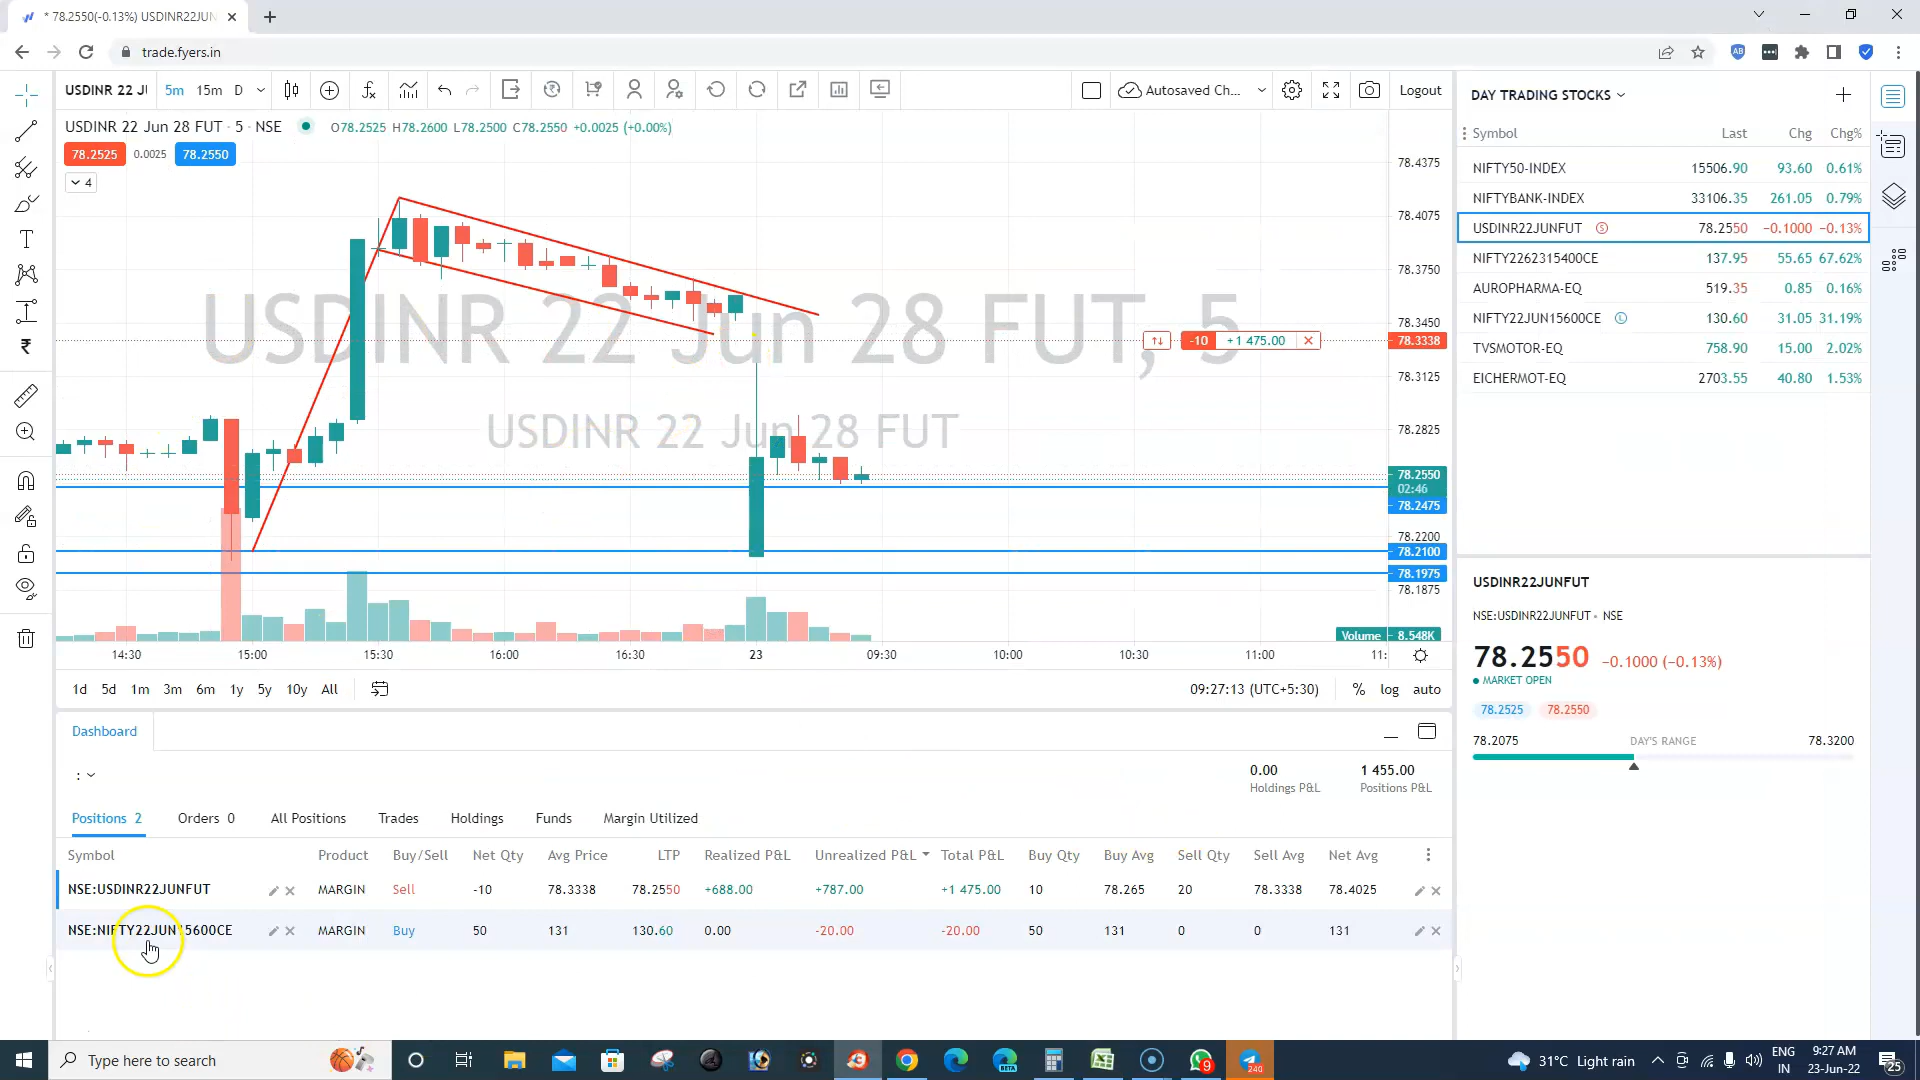 * 78.2550(-0.13%) USDINR22JUN
trade.fyers.in
USDINR 22 JU 5m 15m D Autosaved Ch... Logout
USDINR 22 Jun 28 FUT · 5 · NSE O78.2525 H78.2600 L78.2500 C78.2550 +0.0025 (+0.00%)
78.2525 0.0025 78.2550
4
USDINR 22 Jun 28 FUT, 5
USDINR 22 Jun 28 FUT
-10 +1 475.00
78.4375
78.4075
78.3750
78.3450
78.3338
78.3125
78.2825
78.2550
02:46
78.2475
78.2200
78.2100
78.1975
78.1875
Volume 8.548K
14:30 15:00 15:30 16:00 16:30 23 09:30 10:00 10:30 11:00 11:
1d 5d 1m 3m 6m 1y 5y 10y All 09:27:13 (UTC+5:30) % log auto
DAY TRADING STOCKS
Symbol Last Chg Chg%
NIFTY50-INDEX 15506.90 93.60 0.61%
NIFTYBANK-INDEX 33106.35 261.05 0.79%
USDINR22JUNFUT S 78.2550 −0.1000 −0.13%
NIFTY2262315400CE 137.95 55.65 67.62%
AUROPHARMA-EQ 519.35 0.85 0.16%
NIFTY22JUN15600CE L 130.60 31.05 31.19%
TVSMOTOR-EQ 758.90 15.00 2.02%
EICHERMOT-EQ 2703.55 40.80 1.53%
USDINR22JUNFUT
NSE:USDINR22JUNFUT · NSE
78.2550 −0.1000 (−0.13%)
MARKET OPEN
78.2525 78.2550
78.2075 DAY'S RANGE 78.3200
Dashboard
: 
0.00 1 455.00
Holdings P&L Positions P&L
Positions 2 Orders 0 All Positions Trades Holdings Funds Margin Utilized
Symbol Product Buy/Sell Net Qty Avg Price LTP Realized P&L Unrealized P&L Total P&L Buy Qty Buy Avg Sell Qty Sell Avg Net Avg
NSE:USDINR22JUNFUT MARGIN Sell -10 78.3338 78.2550 +688.00 +787.00 +1 475.00 10 78.265 20 78.3338 78.4025
NSE:NIFTY22JUN15600CE MARGIN Buy 50 131 130.60 0.00 -20.00 -20.00 50 131 0 0 131
Type here to search 31°C Light rain ENG 9:27 AM
IN 23-Jun-22
BETA 9 240 25